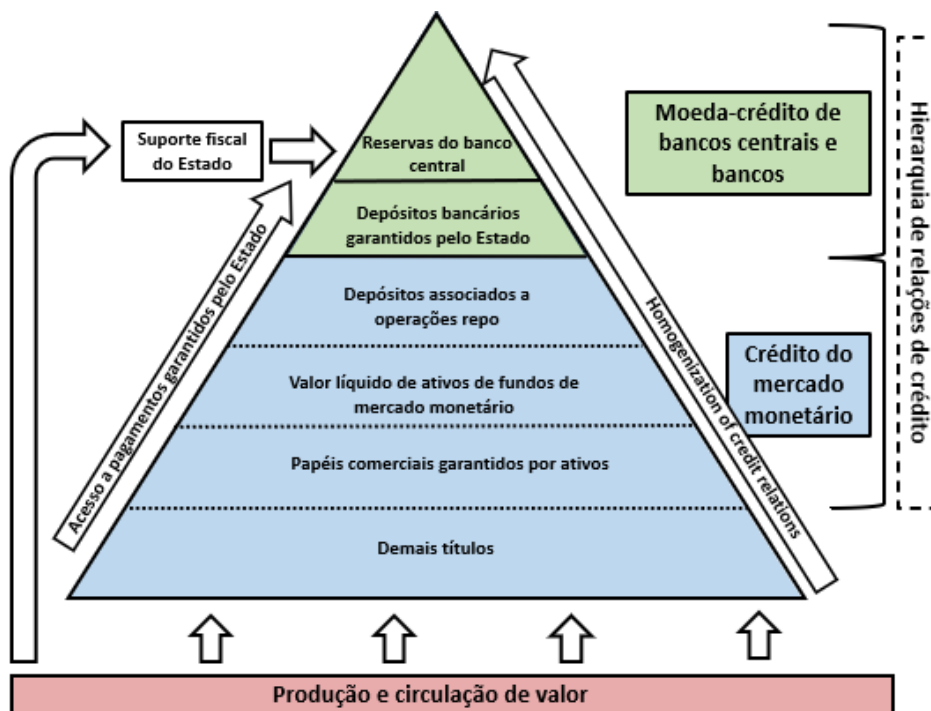 Suporte fiscal
do Estado
Reservas do banco
central
Depósitos bancários
garantidos pelo Estado
Depósitos associados a
operações repo
Valor líquido de ativos de fundos de
mercado monetário
Papéis comerciais garantidos por ativos
Demais títulos
Acesso a pagamentos garantidos pelo Estado
Homogenization of credit relations
Moeda-crédito de
bancos centrais e
bancos
Crédito do
mercado
monetário
Hierarquia de relações de crédito
Produção e circulação de valor